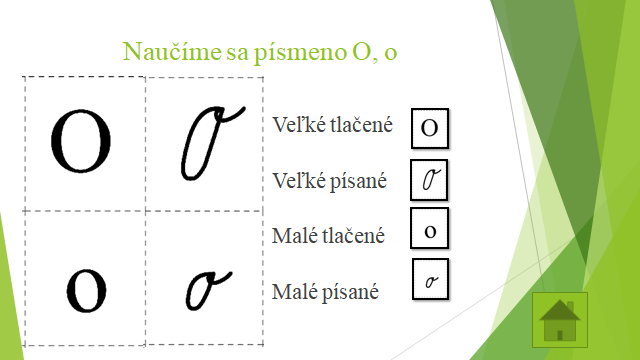 Naučíme sa písmeno O, o
O O
o o
Veľké tlačené O
Veľké písané O
Malé tlačené o
Malé písané o